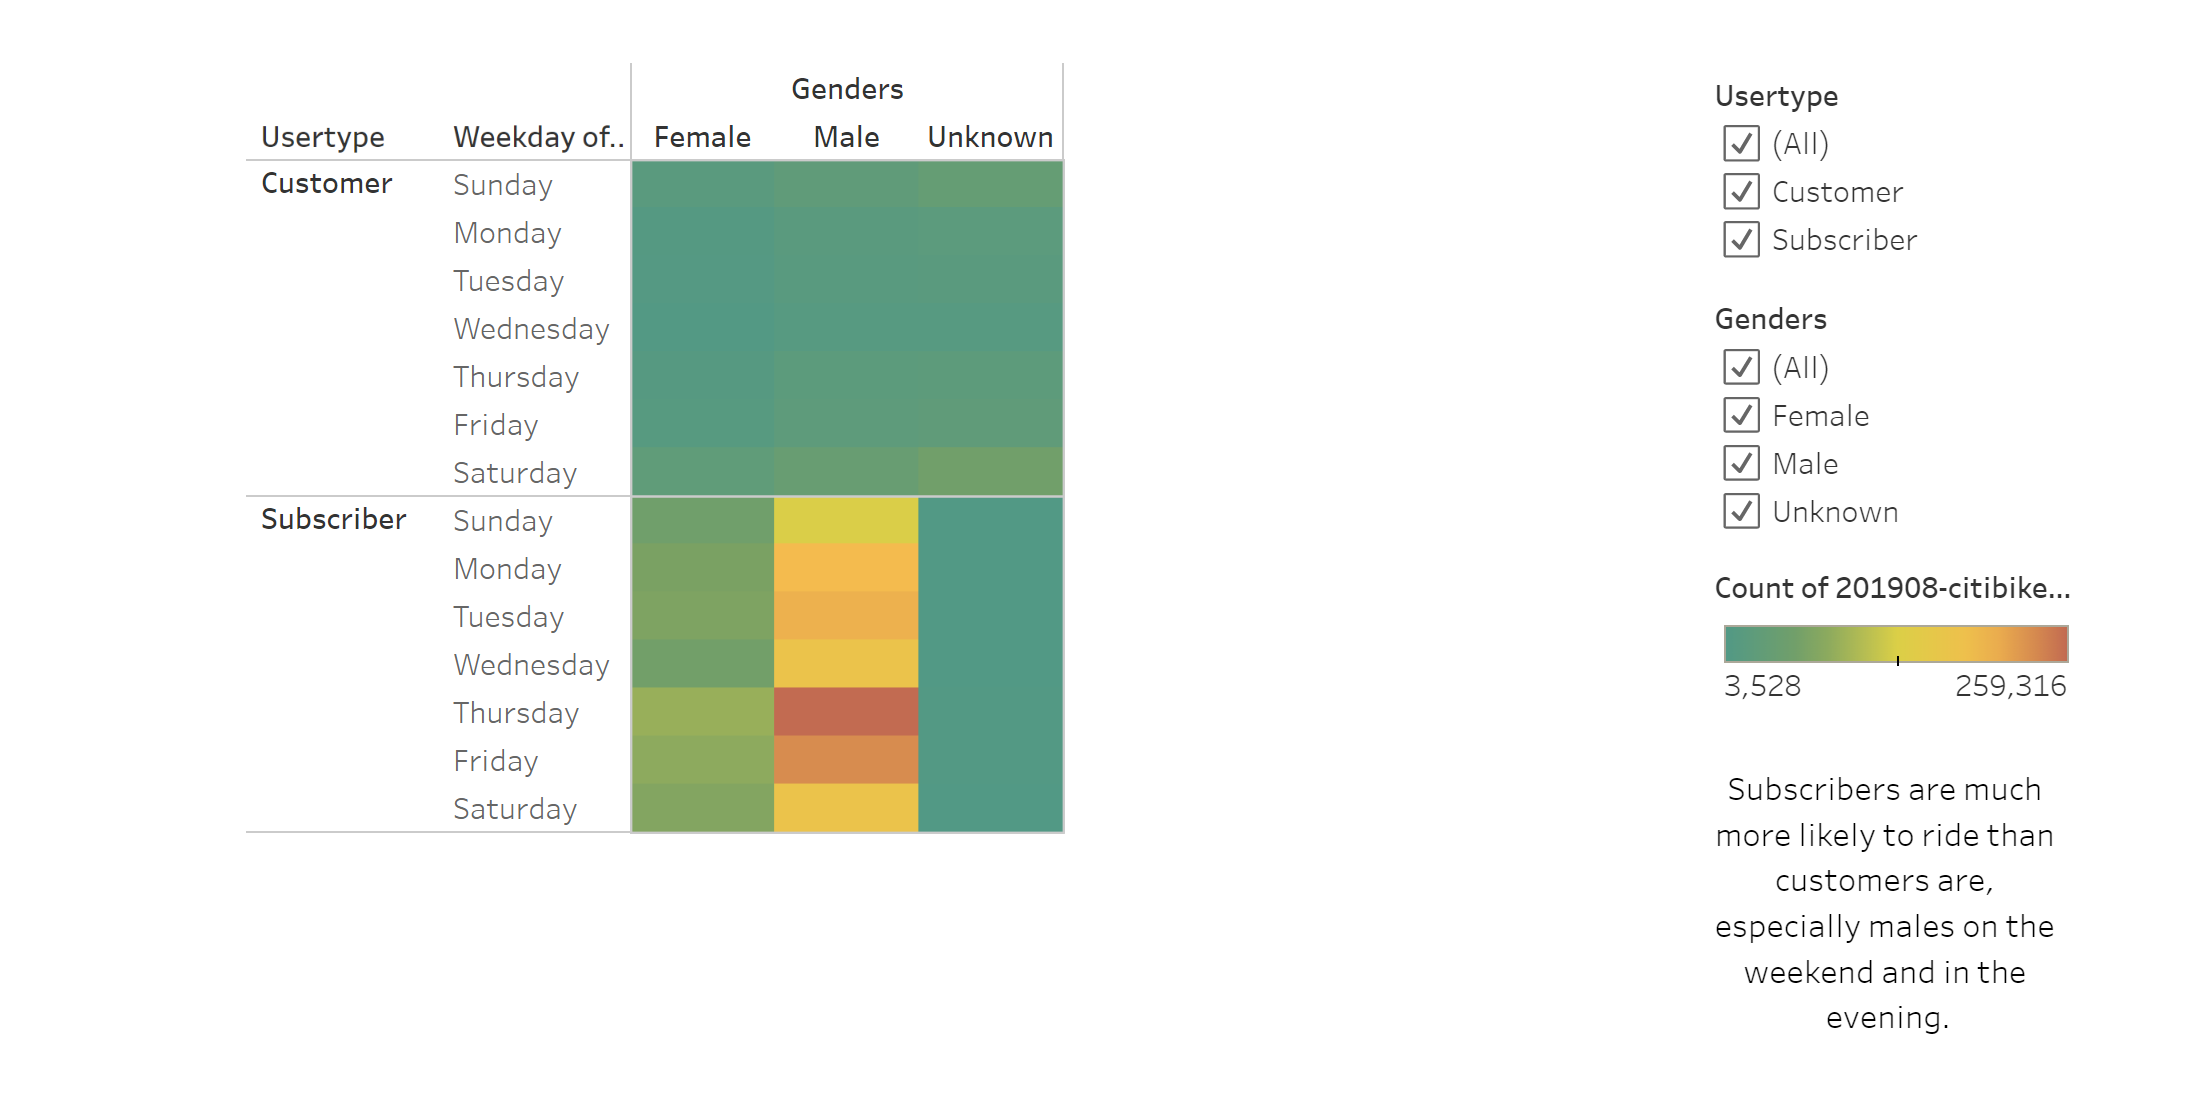 Genders
Usertype Weekday of.. Female Male Unknown
Customer Sunday
Monday
Tuesday
Wednesday
Thursday
Friday
Saturday
Subscriber Sunday
Monday
Tuesday
Wednesday
Thursday
Friday
Saturday
Usertype
(All)
Customer
Subscriber
Genders
(All)
Female
Male
Unknown
Count of 201908-citibike...
3,528 259,316
Subscribers are much
more likely to ride than
customers are,
especially males on the
weekend and in the
evening.